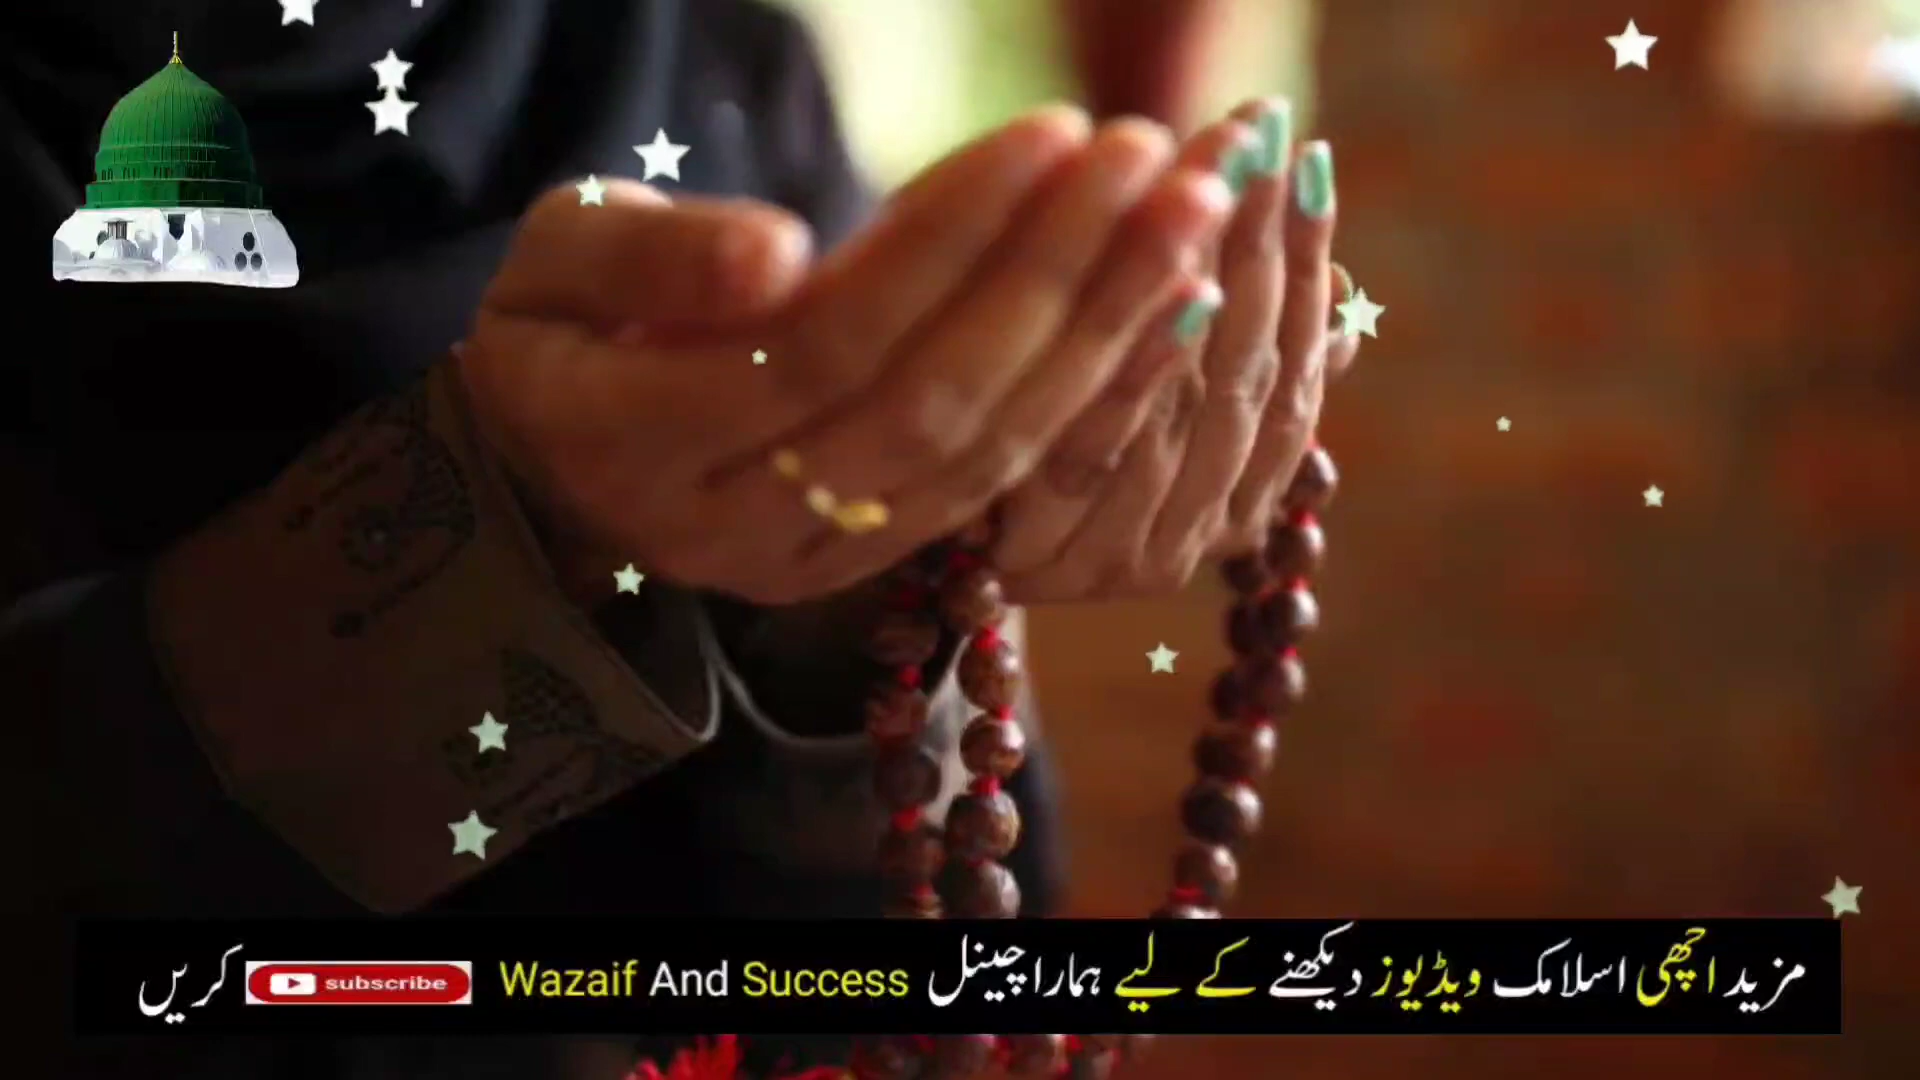 مزید اچھی اسلامک ویڈیوز دیکھنے کے لیے ہمارا چینل Wazaif And Success subscribe کریں